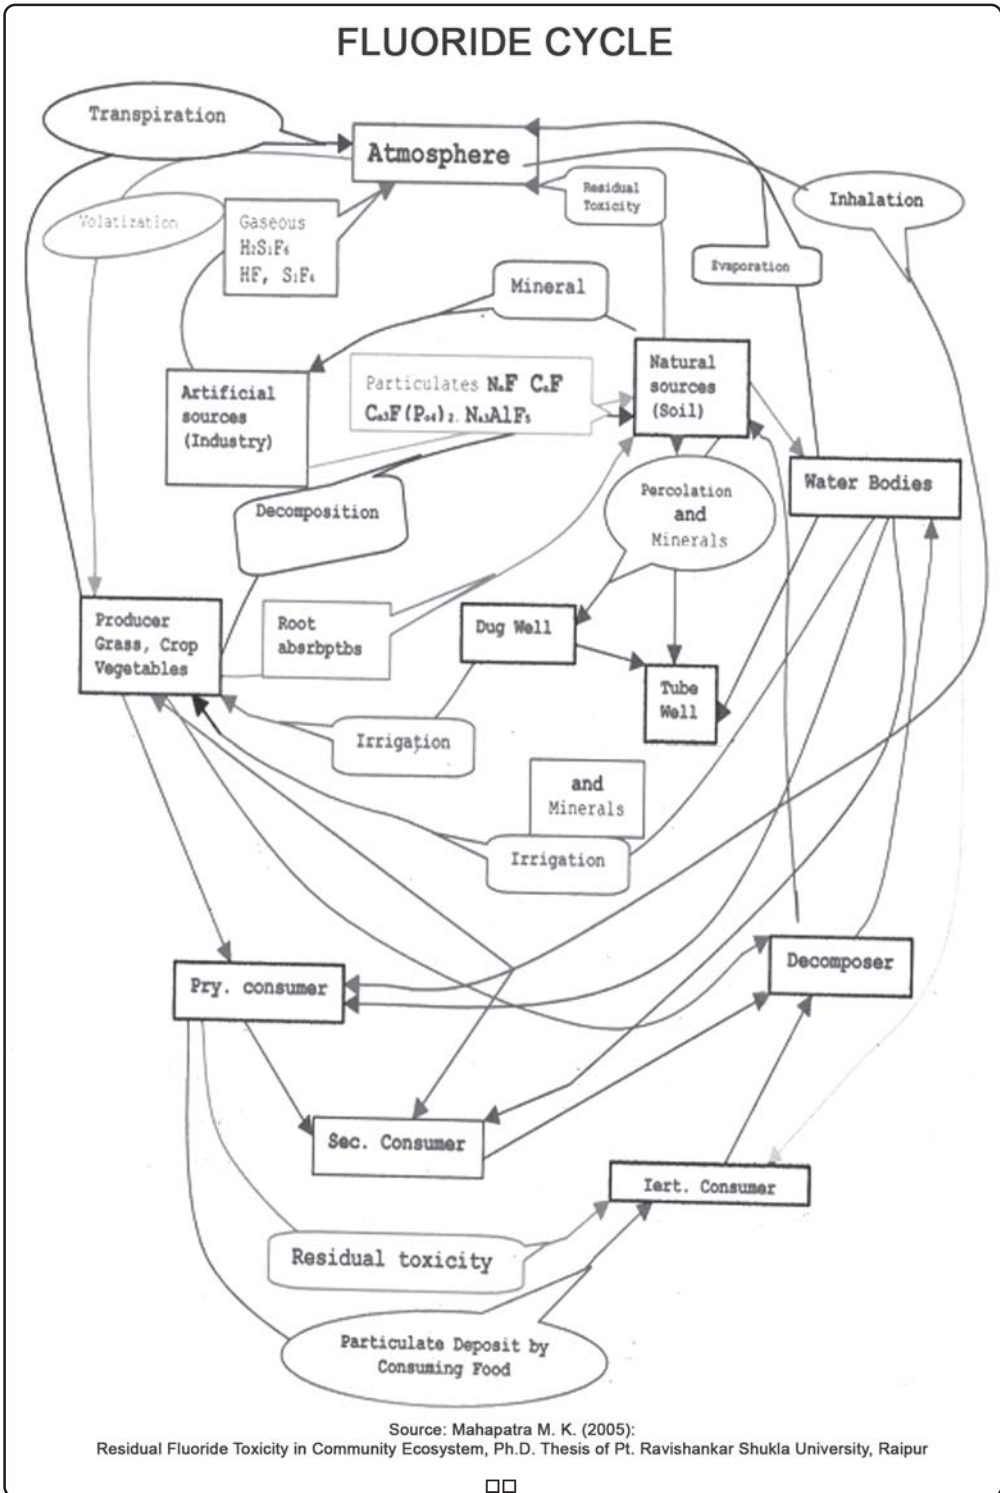 FLUORIDE CYCLE
Transpiration
Atmosphere
Residual
Toxicity
Inhalation
Volatization
Gaseous
H₂SıF₆
HF, SıF₄
Evaporation
Mineral
Natural
sources
(Soil)
Particulates NₐF CₐF
Cₐ₃F(Pₒ₄)₂. Nₐ₃AlF₅
Artificial
sources
(Industry)
Water Bodies
Percolation
and
Minerals
Decomposition
Producer
Grass, Crop
Vegetables
Root
absrbptbs
Dug Well
Tube
Well
Irrigation
and
Minerals
Irrigation
Decomposer
Pry. consumer
Sec. Consumer
Iert. Consumer
Residual toxicity
Particulate Deposit by
Consuming Food
Source: Mahapatra M. K. (2005):
Residual Fluoride Toxicity in Community Ecosystem, Ph.D. Thesis of Pt. Ravishankar Shukla University, Raipur